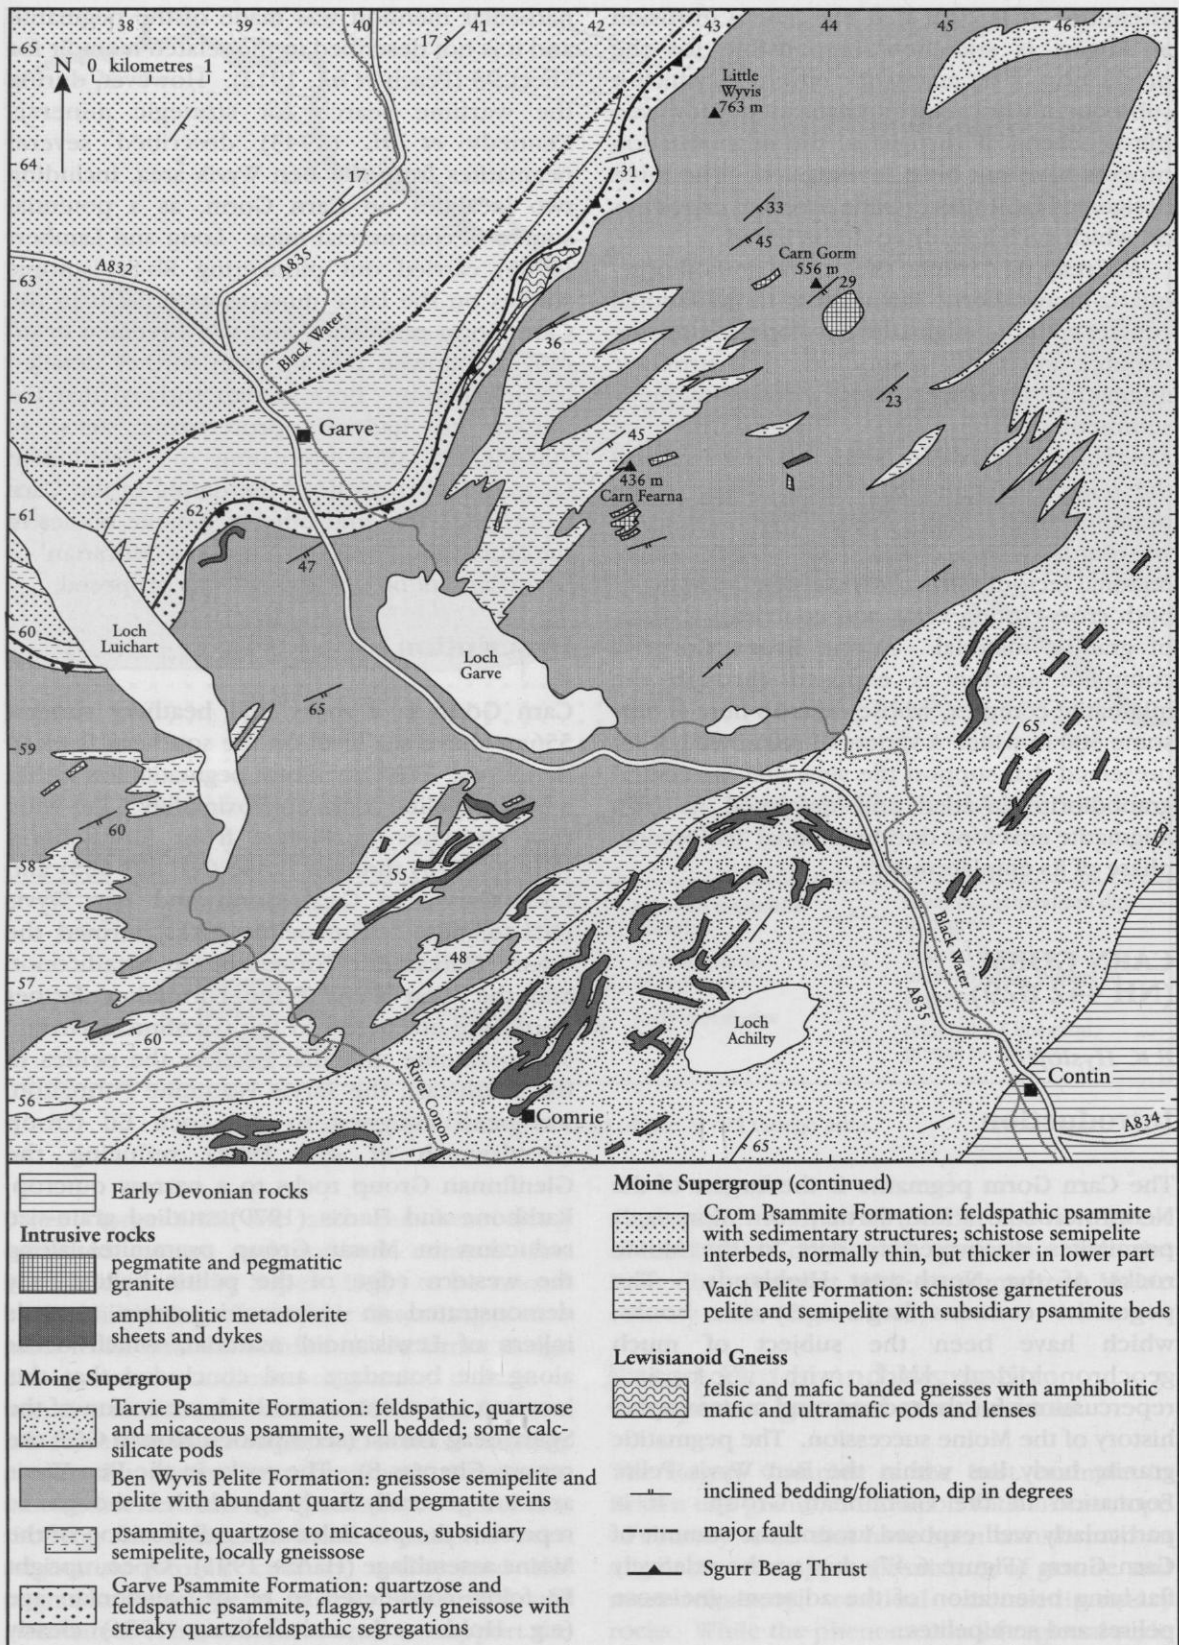 38 39 40 41 42 43 44 45 46
65
N 0 kilometres 1
17
Little
Wyvis
763 m
64
17
31
33
45
A832
A835
63
Carn Gorm
556 m
29
Black Water
36
62
23
Garve
45
436 m
Carn Fearna
62
61
47
60
Loch
Luichart
Loch
Garve
65
65
59
60
58
55
Black Water
48
57
60
A835
Loch
Achilty
River Conon
Contin
56
Comrie
65
A834
Early Devonian rocks
Intrusive rocks
pegmatite and pegmatitic
granite
amphibolitic metadolerite
sheets and dykes
Moine Supergroup
Tarvie Psammite Formation: feldspathic, quartzose
and micaceous psammite, well bedded; some calc-
silicate pods
Ben Wyvis Pelite Formation: gneissose semipelite and
pelite with abundant quartz and pegmatite veins
psammite, quartzose to micaceous, subsidiary
semipelite, locally gneissose
Garve Psammite Formation: quartzose and
feldspathic psammite, flaggy, partly gneissose with
streaky quartzofeldspathic segregations
Moine Supergroup (continued)
Crom Psammite Formation: feldspathic psammite
with sedimentary structures; schistose semipelite
interbeds, normally thin, but thicker in lower part
Vaich Pelite Formation: schistose garnetiferous
pelite and semipelite with subsidiary psammite beds
Lewisianoid Gneiss
felsic and mafic banded gneisses with amphibolitic
mafic and ultramafic pods and lenses
inclined bedding/foliation, dip in degrees
major fault
Sgurr Beag Thrust